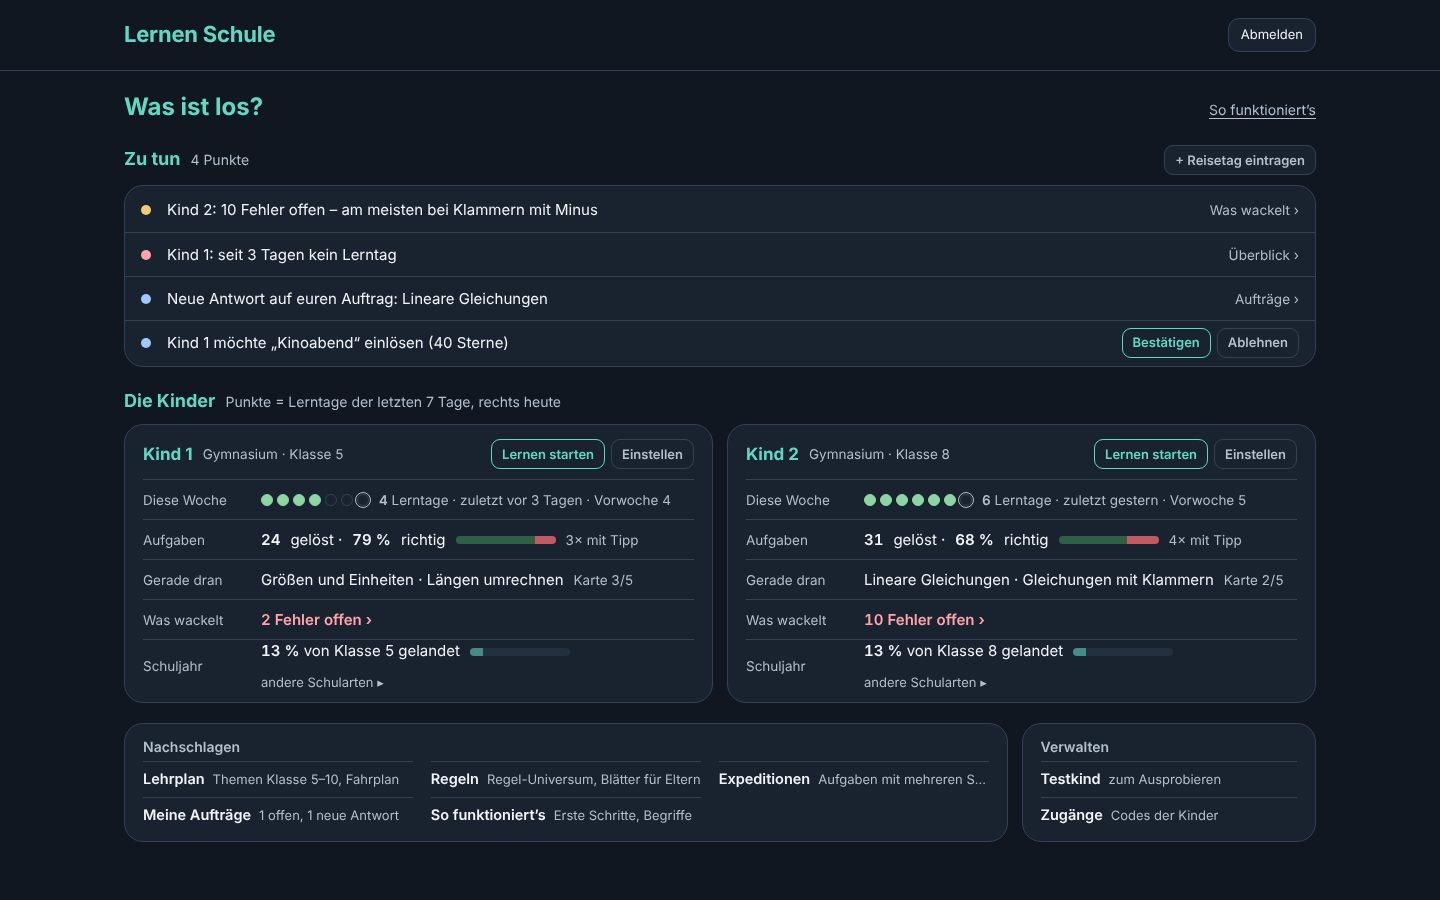 Lernen Schule
Abmelden
Was ist los?
So funktioniert’s
Zu tun 4 Punkte
+ Reisetag eintragen
Kind 2: 10 Fehler offen – am meisten bei Klammern mit Minus
Was wackelt ›
Kind 1: seit 3 Tagen kein Lerntag
Überblick ›
Neue Antwort auf euren Auftrag: Lineare Gleichungen
Aufträge ›
Kind 1 möchte „Kinoabend“ einlösen (40 Sterne)
Bestätigen
Ablehnen
Die Kinder Punkte = Lerntage der letzten 7 Tage, rechts heute
Kind 1 Gymnasium · Klasse 5
Lernen starten
Einstellen
Diese Woche 4 Lerntage · zuletzt vor 3 Tagen · Vorwoche 4
Aufgaben 24 gelöst · 79 % richtig 3× mit Tipp
Gerade dran Größen und Einheiten · Längen umrechnen Karte 3/5
Was wackelt 2 Fehler offen ›
Schuljahr 13 % von Klasse 5 gelandet
andere Schularten ▸
Kind 2 Gymnasium · Klasse 8
Lernen starten
Einstellen
Diese Woche 6 Lerntage · zuletzt gestern · Vorwoche 5
Aufgaben 31 gelöst · 68 % richtig 4× mit Tipp
Gerade dran Lineare Gleichungen · Gleichungen mit Klammern Karte 2/5
Was wackelt 10 Fehler offen ›
Schuljahr 13 % von Klasse 8 gelandet
andere Schularten ▸
Nachschlagen
Lehrplan Themen Klasse 5–10, Fahrplan
Regeln Regel-Universum, Blätter für Eltern
Expeditionen Aufgaben mit mehreren S…
Meine Aufträge 1 offen, 1 neue Antwort
So funktioniert’s Erste Schritte, Begriffe
Verwalten
Testkind zum Ausprobieren
Zugänge Codes der Kinder